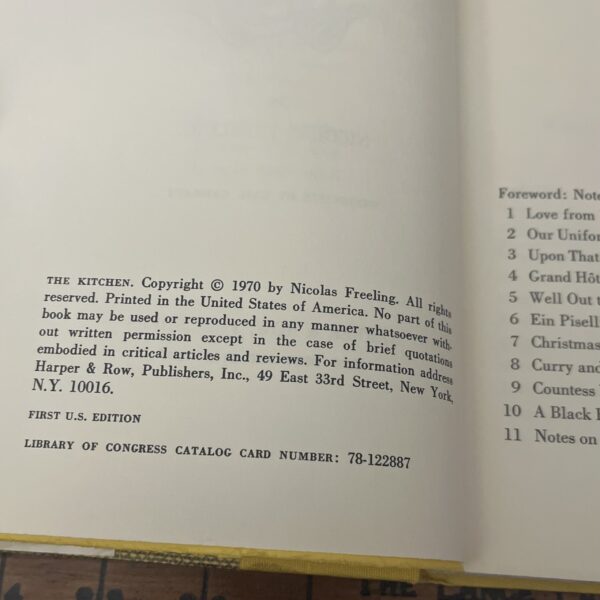 THE KITCHEN. Copyright © 1970 by Nicolas Freeling. All rights
reserved. Printed in the United States of America. No part of this
book may be used or reproduced in any manner whatsoever with-
out written permission except in the case of brief quotations
embodied in critical articles and reviews. For information address
Harper & Row, Publishers, Inc., 49 East 33rd Street, New York,
N.Y. 10016.
FIRST U.S. EDITION
LIBRARY OF CONGRESS CATALOG CARD NUMBER: 78-122887
Foreword: Note
1 Love from
2 Our Unifor
3 Upon That
4 Grand Hôt
5 Well Out t
6 Ein Pisell
7 Christmas
8 Curry and
9 Countess
10 A Black
11 Notes on
THE